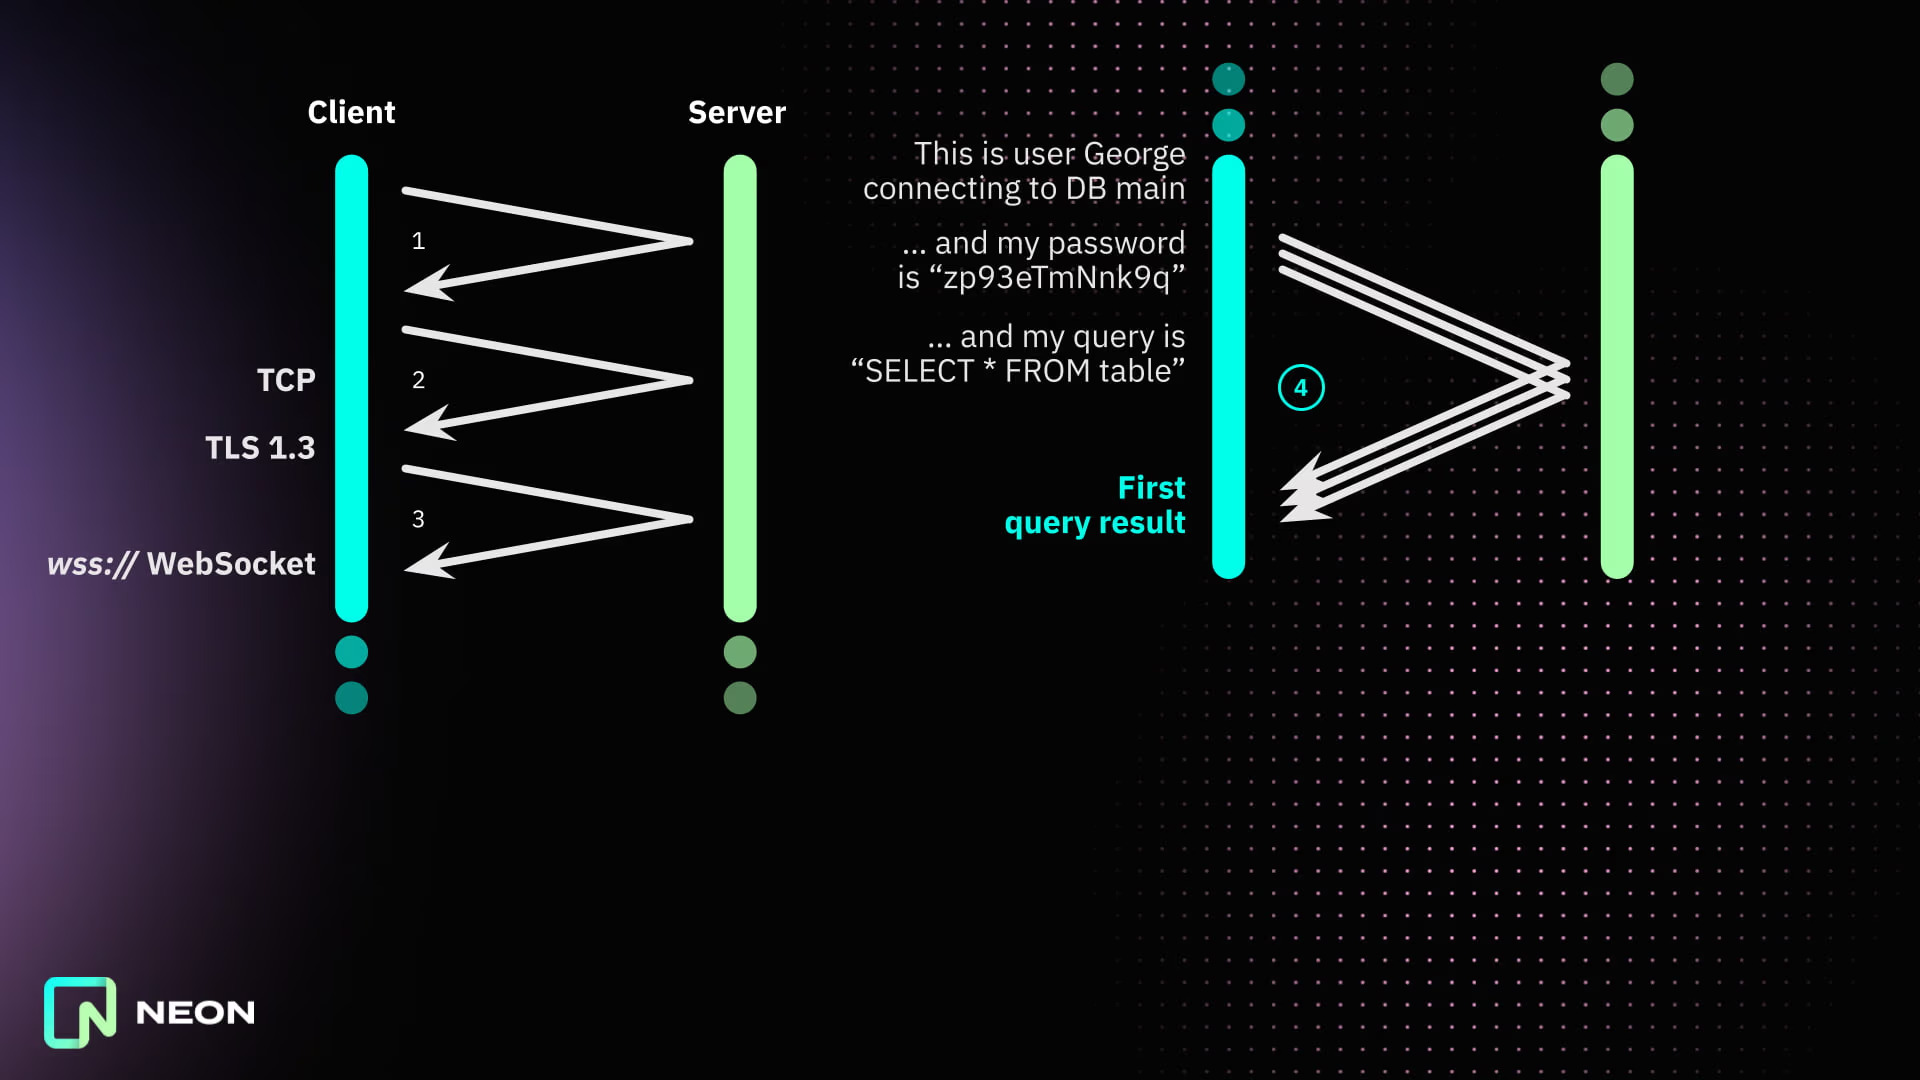 Client
Server
1
2
TCP
TLS 1.3
3
wss:// WebSocket
This is user George
connecting to DB main
... and my password
is “zp93eTmNnk9q”
... and my query is
“SELECT * FROM table”
4
First
query result
NEON